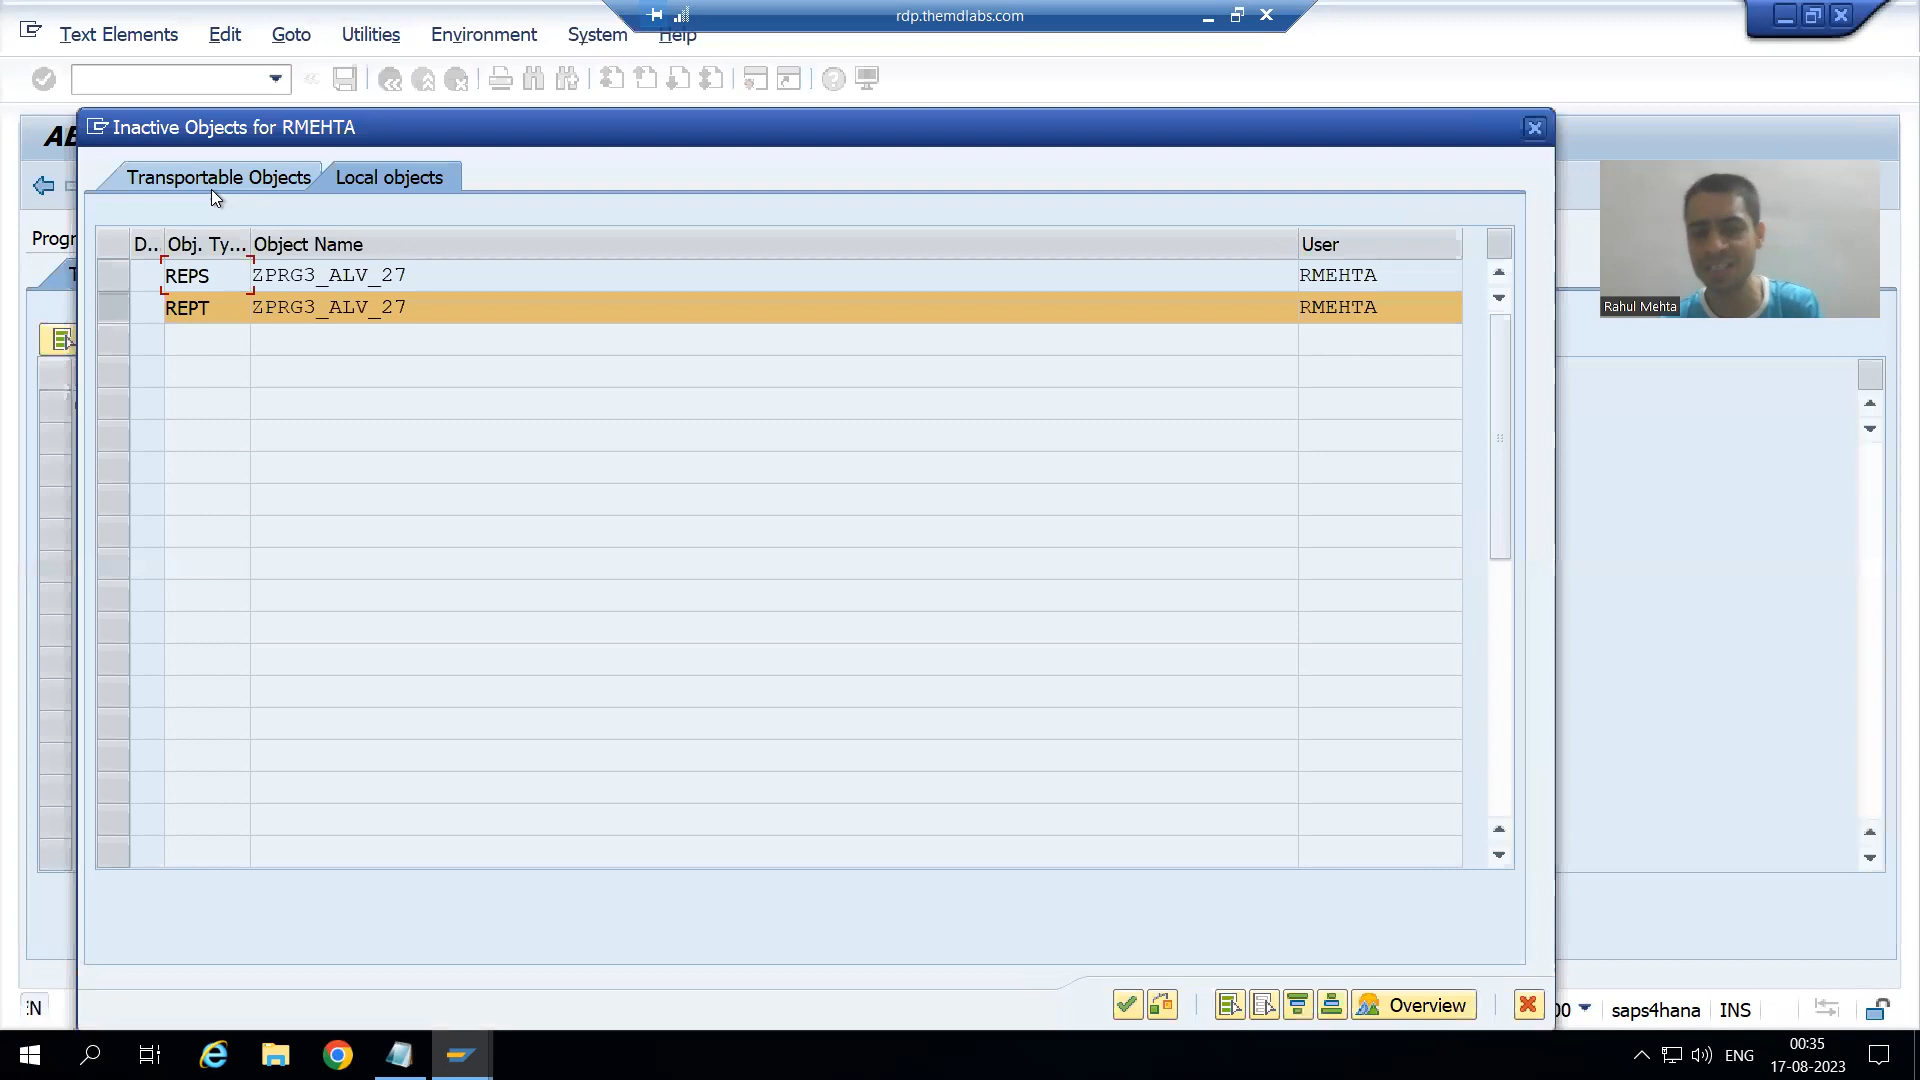 rdp.themdlabs.com
Text Elements Edit Goto Utilities Environment System Help
Inactive Objects for RMEHTA
Transportable Objects Local objects
D.. Obj. Ty... Object Name User
REPS ZPRG3_ALV_27 RMEHTA
REPT ZPRG3_ALV_27 RMEHTA
Rahul Mehta
Overview
saps4hana INS
ENG
00:35
17-08-2023